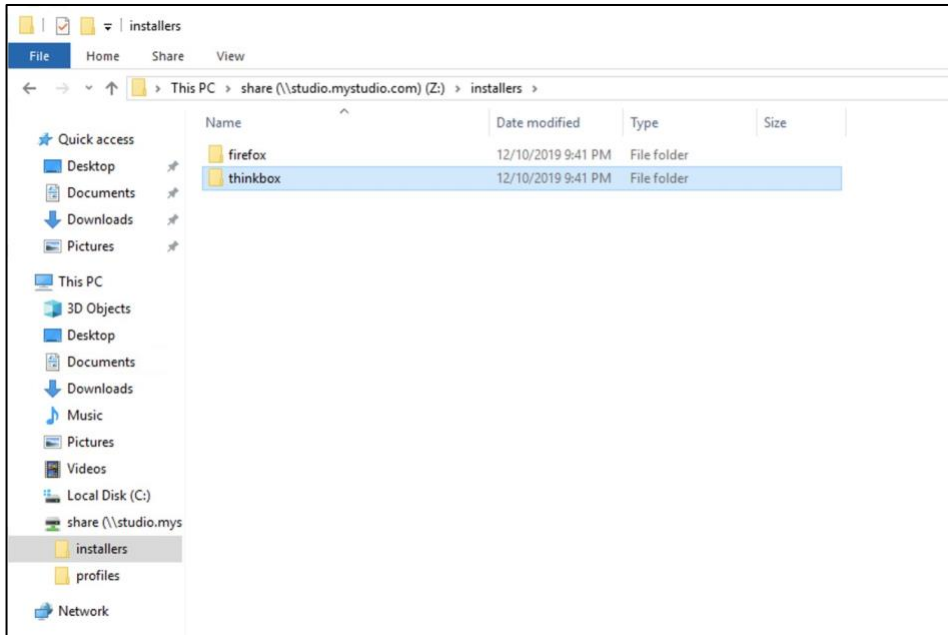 installers
File Home Share View
This PC > share (\\studio.mystudio.com) (Z:) > installers >
Name Date modified Type Size
Quick access
firefox 12/10/2019 9:41 PM File folder
Desktop
thinkbox 12/10/2019 9:41 PM File folder
Documents
Downloads
Pictures
This PC
3D Objects
Desktop
Documents
Downloads
Music
Pictures
Videos
Local Disk (C:)
share (\\studio.mys
installers
profiles
Network